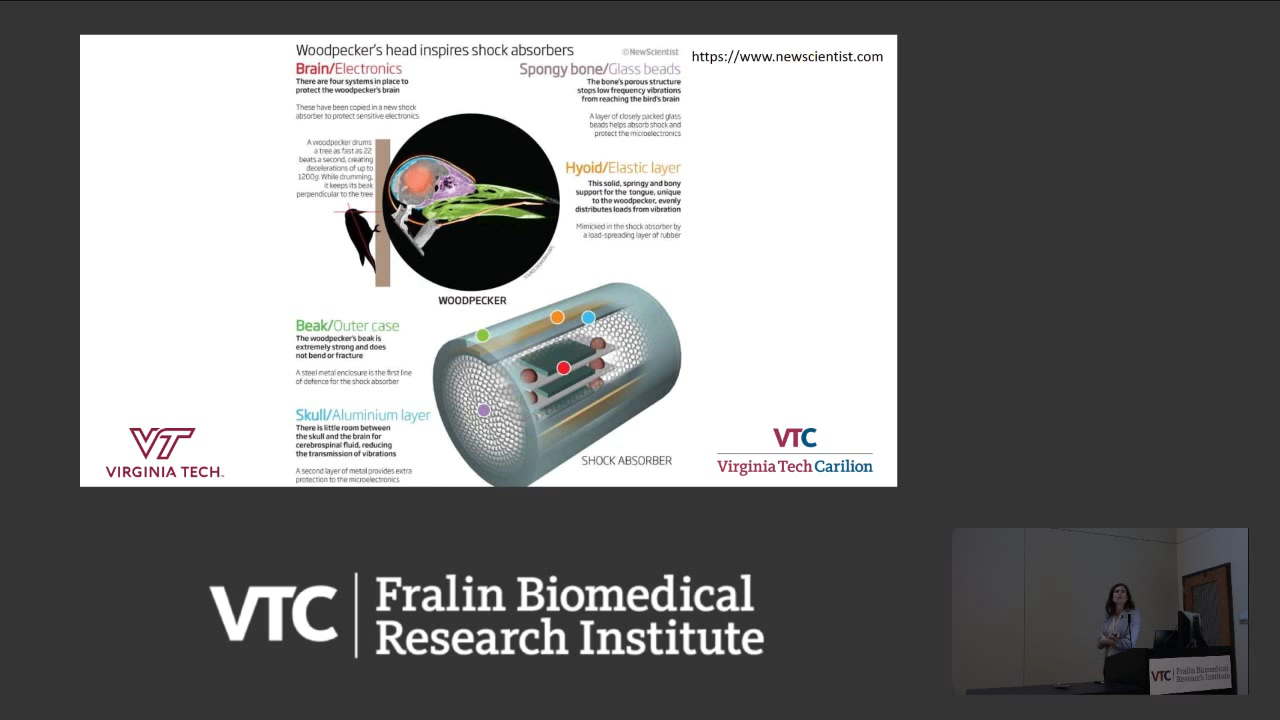 Woodpecker's head inspires shock absorbers
©NewScientist
https://www.newscientist.com
Brain/Electronics
There are four systems in place to
protect the woodpecker's brain
These have been copied in a new shock
absorber to protect sensitive electronics
A woodpecker drums
a tree as fast as 22
beats a second, creating
decelerations of up to
1200g. While drumming,
it keeps its beak
perpendicular to the tree
Spongy bone/Glass beads
The bone's porous structure
stops low frequency vibrations
from reaching the bird's brain
A layer of closely packed glass
beads helps absorb shock and
protect the microelectronics
Hyoid/Elastic layer
This solid, springy and bony
support for the tongue, unique
to the woodpecker, evenly
distributes loads from vibration
Mimicked in the shock absorber by
a load-spreading layer of rubber
WOODPECKER
Beak/Outer case
The woodpecker's beak is
extremely strong and does
not bend or fracture
A steel metal enclosure is the first line
of defence for the shock absorber
Skull/Aluminium layer
There is little room between
the skull and the brain for
cerebrospinal fluid, reducing
the transmission of vibrations
A second layer of metal provides extra
protection to the microelectronics
SHOCK ABSORBER
VT
VIRGINIA TECH
VTC
Virginia Tech Carilion
VTC
Fralin Biomedical
Research Institute
VTC
Fralin Biomedical
Research Institute